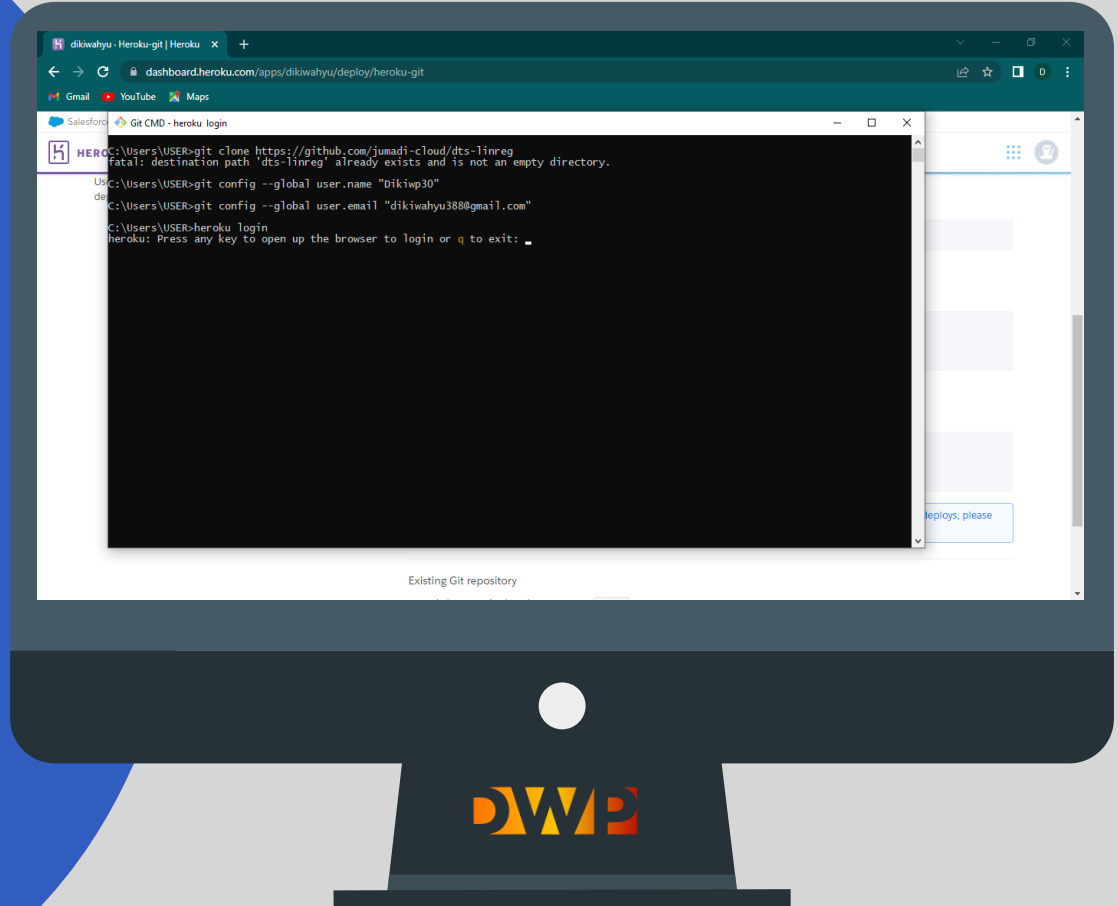 dikiwahyu · Heroku-git | Heroku
dashboard.heroku.com/apps/dikiwahyu/deploy/heroku-git
D
Gmail YouTube Maps
Git CMD - heroku login
HERO
C:\Users\USER>git clone https://github.com/jumadi-cloud/dts-linreg
fatal: destination path 'dts-linreg' already exists and is not an empty directory.
C:\Users\USER>git config --global user.name "Dikiwp30"
C:\Users\USER>git config --global user.email "dikiwahyu388@gmail.com"
C:\Users\USER>heroku login
heroku: Press any key to open up the browser to login or q to exit:
deploys, please
Existing Git repository
DWP